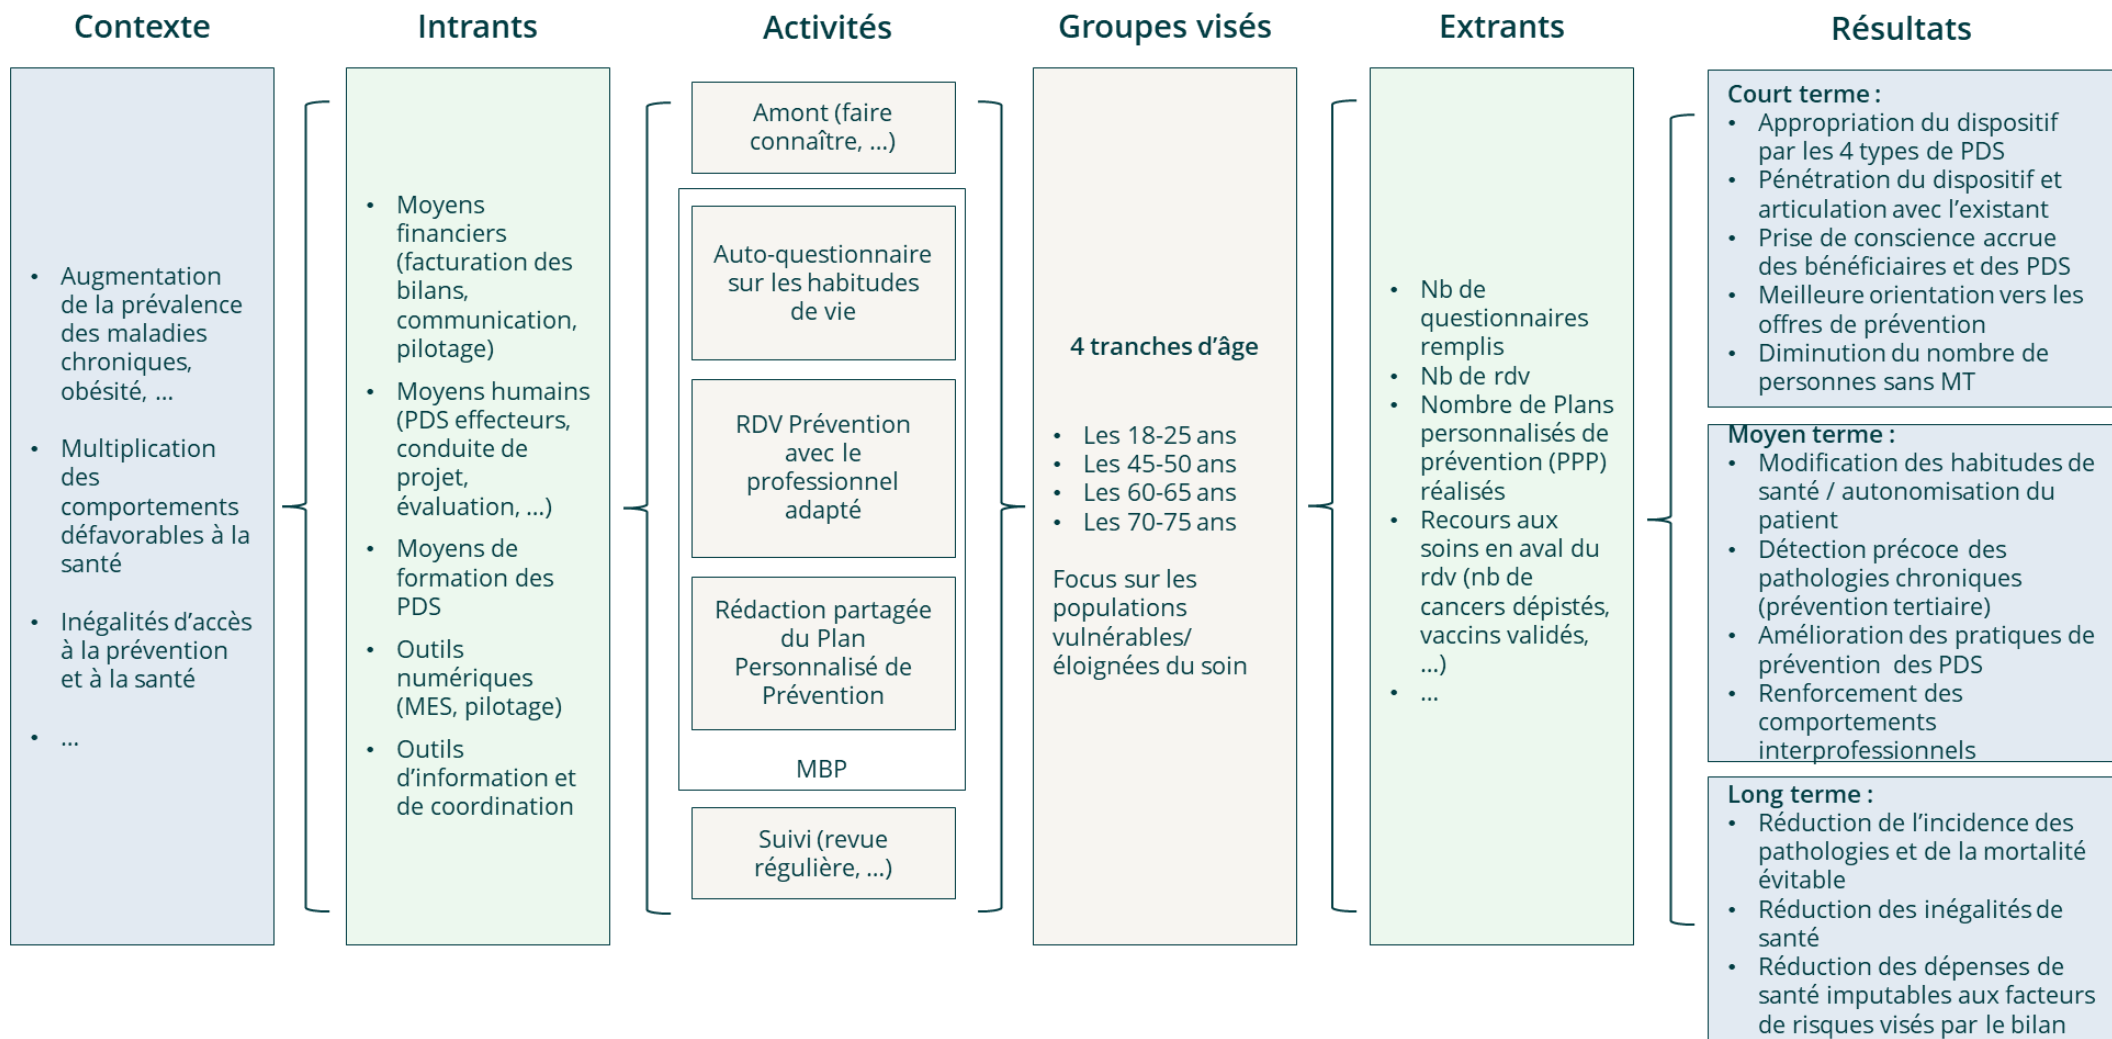 Contexte
Intrants
Activités
Groupes visés
Extrants
Résultats
• Augmentation
de la prévalence
des maladies
chroniques,
obésité, ...
• Multiplication
des
comportements
défavorables à la
santé
• Inégalités d’accès
à la prévention
et à la santé
• ...
• Moyens
financiers
(facturation des
bilans,
communication,
pilotage)
• Moyens humains
(PDS effecteurs,
conduite de
projet,
évaluation, ...)
• Moyens de
formation des
PDS
• Outils
numériques
(MES, pilotage)
• Outils
d’information et
de coordination
Amont (faire
connaître, ...)
Auto-questionnaire
sur les habitudes
de vie
RDV Prévention
avec le
professionnel
adapté
Rédaction partagée
du Plan
Personnalisé de
Prévention
MBP
Suivi (revue
régulière, ...)
4 tranches d’âge
• Les 18-25 ans
• Les 45-50 ans
• Les 60-65 ans
• Les 70-75 ans
Focus sur les
populations
vulnérables/
éloignées du soin
• Nb de
questionnaires
remplis
• Nb de rdv
• Nombre de Plans
personnalisés de
prévention (PPP)
réalisés
• Recours aux
soins en aval du
rdv (nb de
cancers dépistés,
vaccins validés,
...)
• ...
Court terme :
• Appropriation du dispositif
par les 4 types de PDS
• Pénétration du dispositif et
articulation avec l’existant
• Prise de conscience accrue
des bénéficiaires et des PDS
• Meilleure orientation vers les
offres de prévention
• Diminution du nombre de
personnes sans MT
Moyen terme :
• Modification des habitudes de
santé / autonomisation du
patient
• Détection précoce des
pathologies chroniques
(prévention tertiaire)
• Amélioration des pratiques de
prévention des PDS
• Renforcement des
comportements
interprofessionnels
Long terme :
• Réduction de l’incidence des
pathologies et de la mortalité
évitable
• Réduction des inégalités de
santé
• Réduction des dépenses de
santé imputables aux facteurs
de risques visés par le bilan